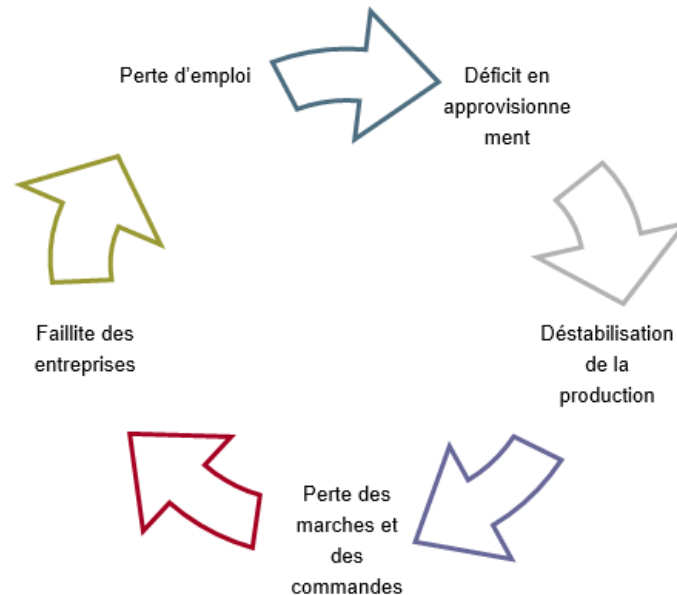 Perte d'emploi
Déficit en
approvisionne
ment
Déstabilisation
de la
production
Perte des
marches et
des
commandes
Faillite des
entreprises